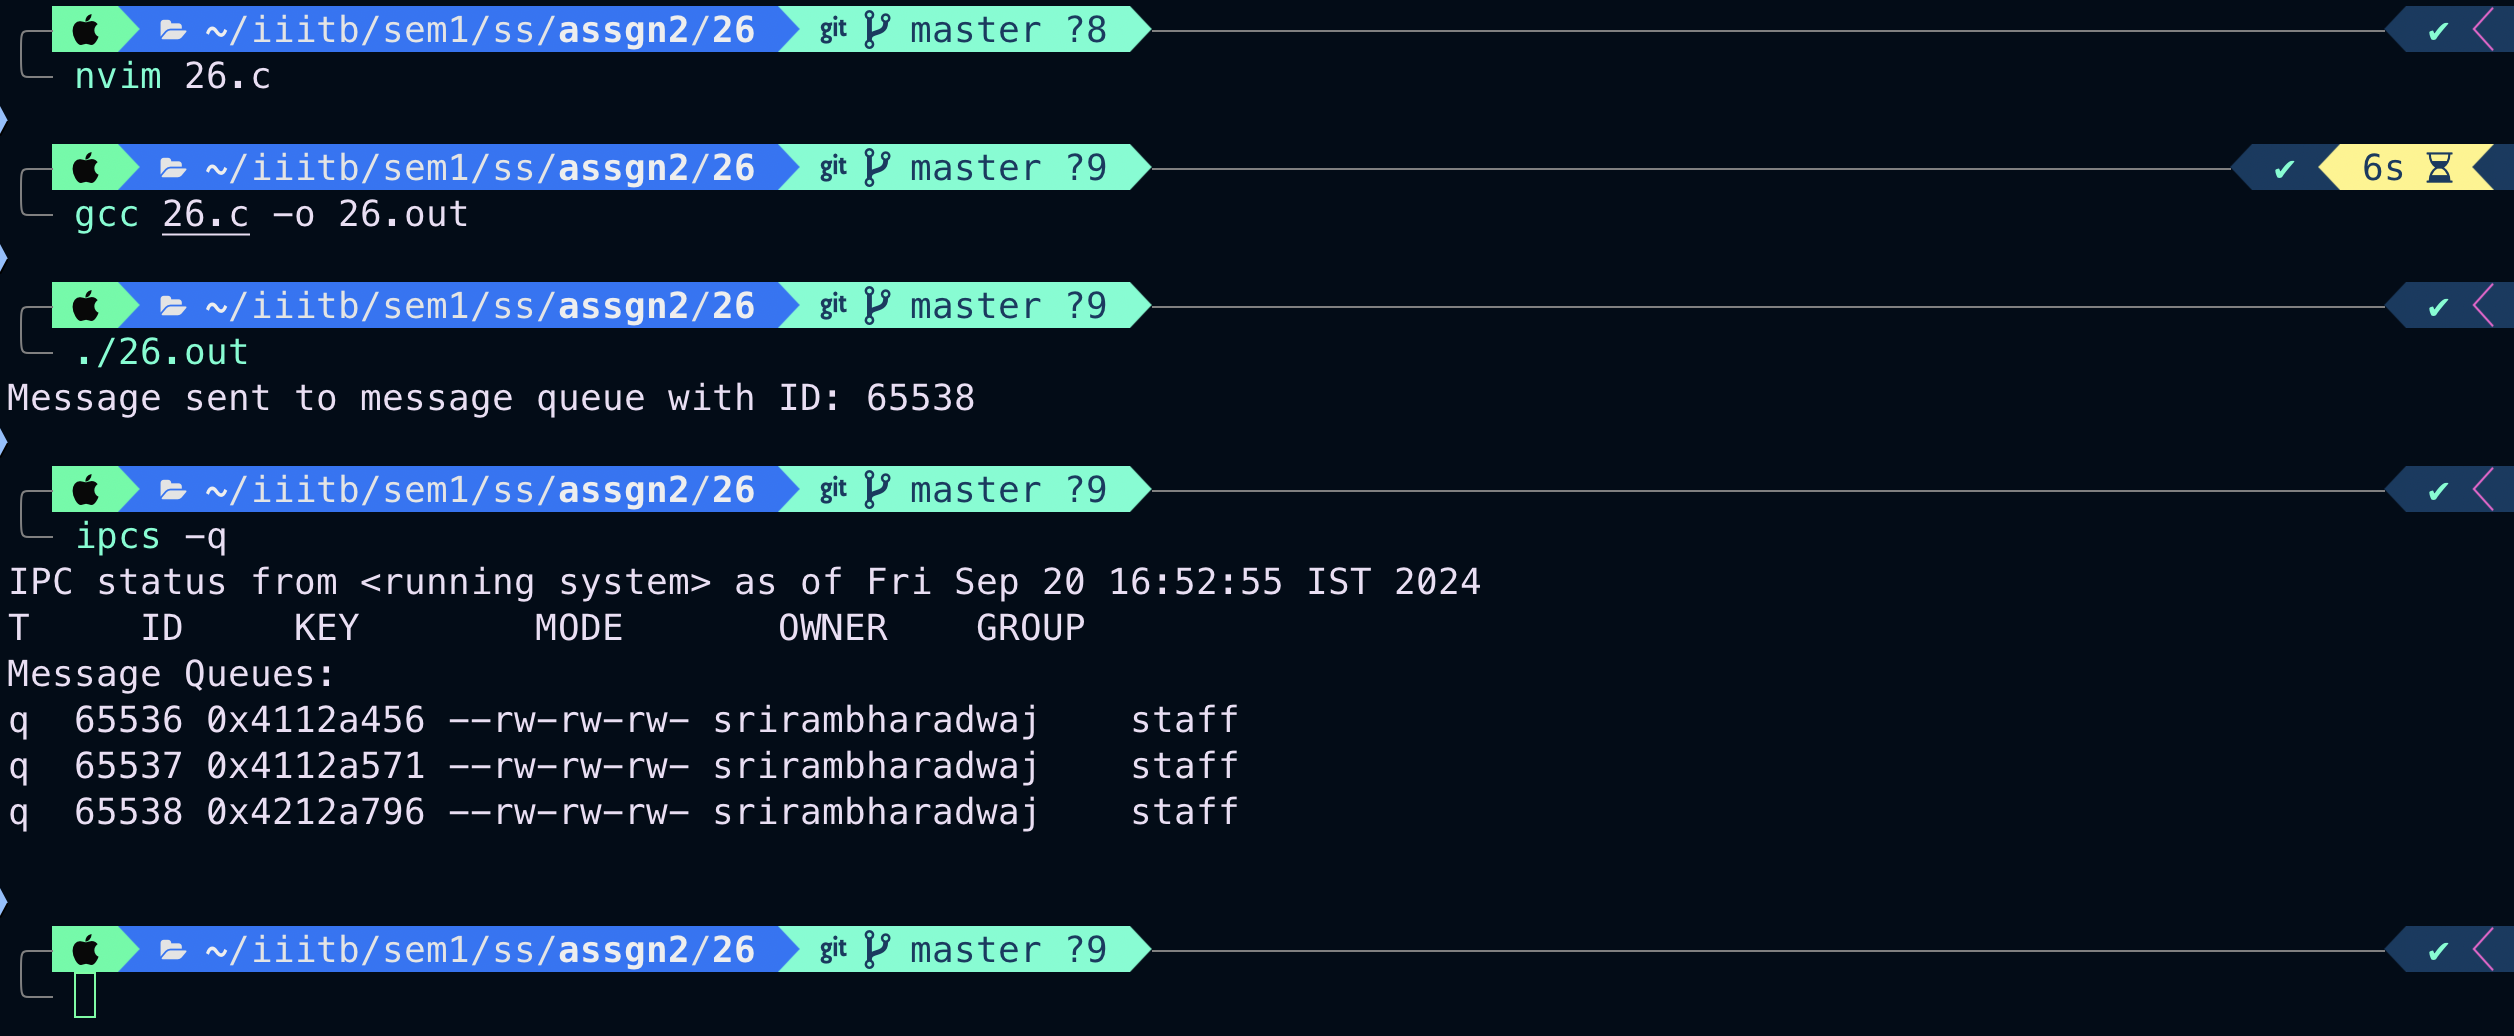 ~/iiitb/sem1/ss/assgn2/26 git master ?8 ✔
nvim 26.c
~/iiitb/sem1/ss/assgn2/26 git master ?9 ✔ 6s
gcc 26.c -o 26.out
~/iiitb/sem1/ss/assgn2/26 git master ?9 ✔
./26.out
Message sent to message queue with ID: 65538
~/iiitb/sem1/ss/assgn2/26 git master ?9 ✔
ipcs -q
IPC status from <running system> as of Fri Sep 20 16:52:55 IST 2024
T ID KEY MODE OWNER GROUP
Message Queues:
q 65536 0x4112a456 --rw-rw-rw- srirambharadwaj staff
q 65537 0x4112a571 --rw-rw-rw- srirambharadwaj staff
q 65538 0x4212a796 --rw-rw-rw- srirambharadwaj staff
~/iiitb/sem1/ss/assgn2/26 git master ?9 ✔